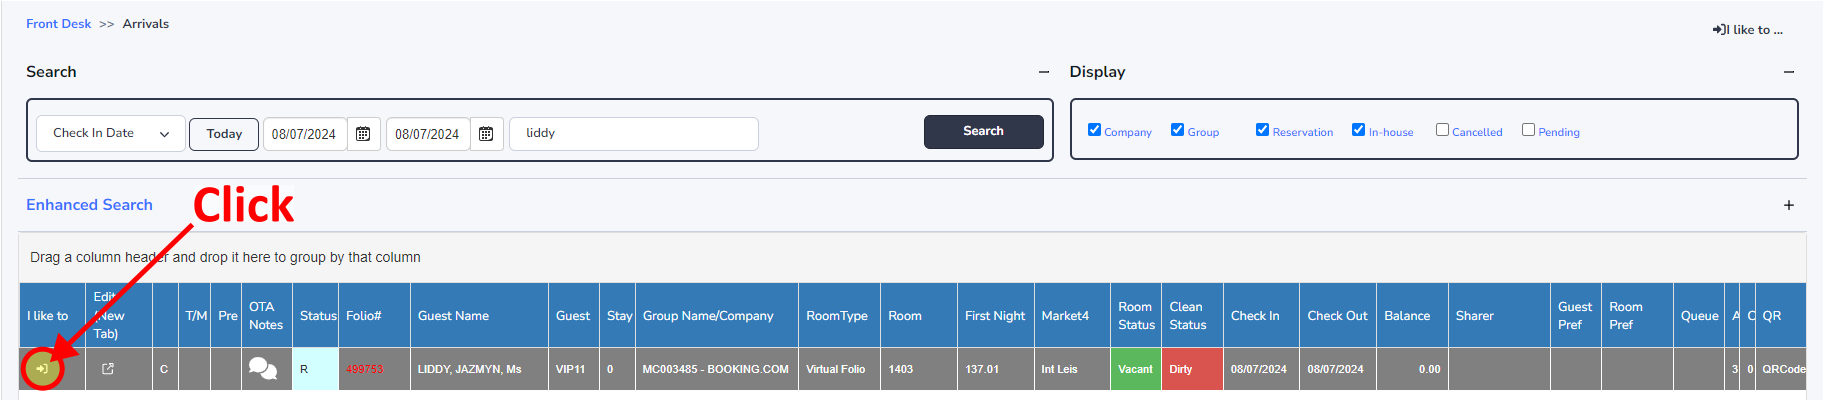 Front Desk >> Arrivals
I like to ...
Search
Display
Check In Date Today 08/07/2024 08/07/2024 liddy Search
Company Group Reservation In-house Cancelled Pending
Enhanced Search
Click
Drag a column header and drop it here to group by that column
I like to Edit (New Tab) T/M Pre OTA Notes Status Folio# Guest Name Guest Stay Group Name/Company RoomType Room First Night Market4 Room Status Clean Status Check In Check Out Balance Sharer Guest Pref Room Pref Queue A C QR
C R 499753 LIDDY, JAZMYN, Ms VIP11 0 MC003485 - BOOKING.COM Virtual Folio 1403 137.01 Int Leis Vacant Dirty 08/07/2024 08/07/2024 0.00 3 0 QRCode